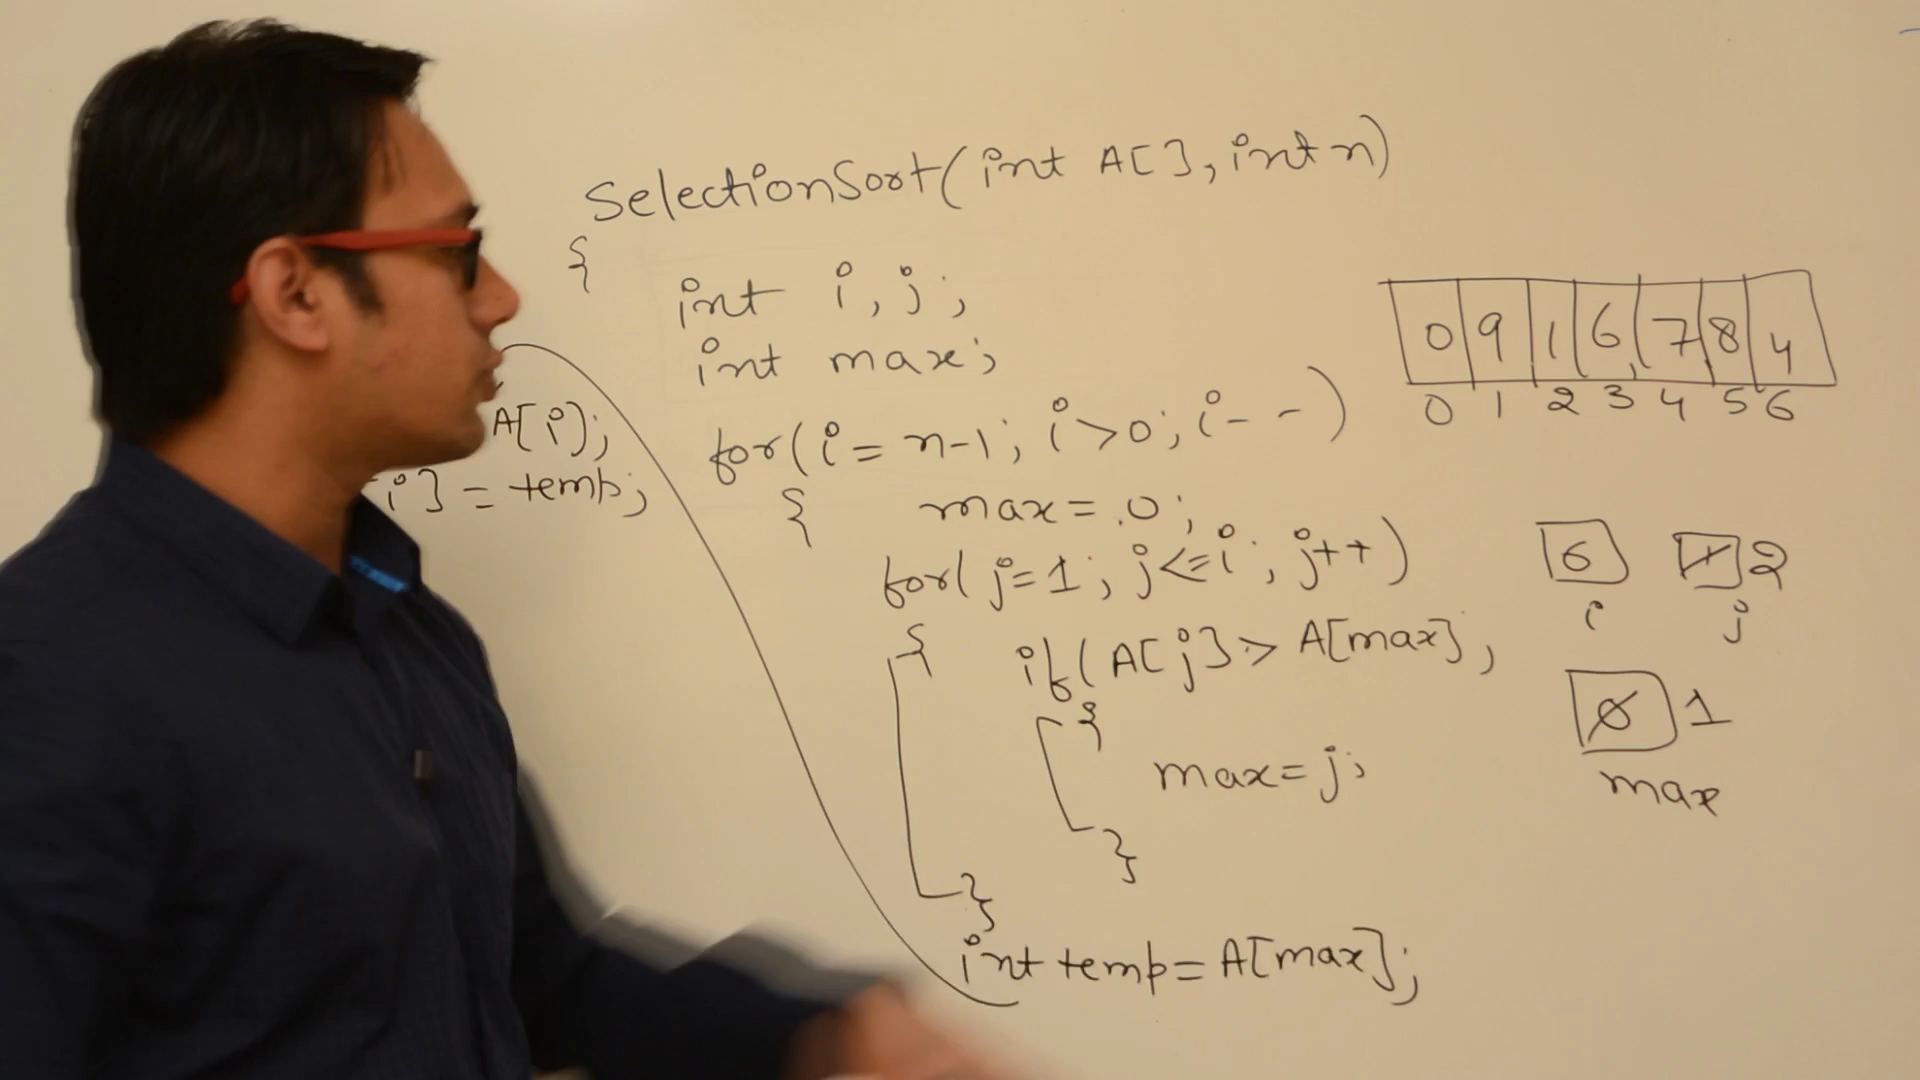 SelectionSort(int A[], int n)
{
int i, j;
int max;
for(i = n-1; i>0; i--)
{ max = 0;
for( j=1; j<=i; j++)
{ if( A[j] > A[max];
{
max=j;
}
}
int temp = A[max];
A[i];
i] = temp;
0 9 1 6 7 8 4
0 1 2 3 4 5 6
6 1 2
i j
0 1
max